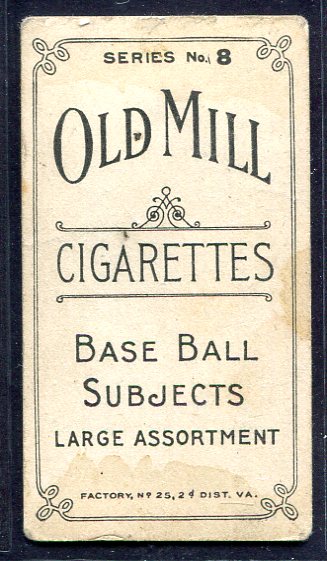 SERIES No. 8
OLD MILL
CIGARETTES
BASE BALL
SUBJECTS
LARGE ASSORTMENT
FACTORY, No 25, 2d DIST. VA.